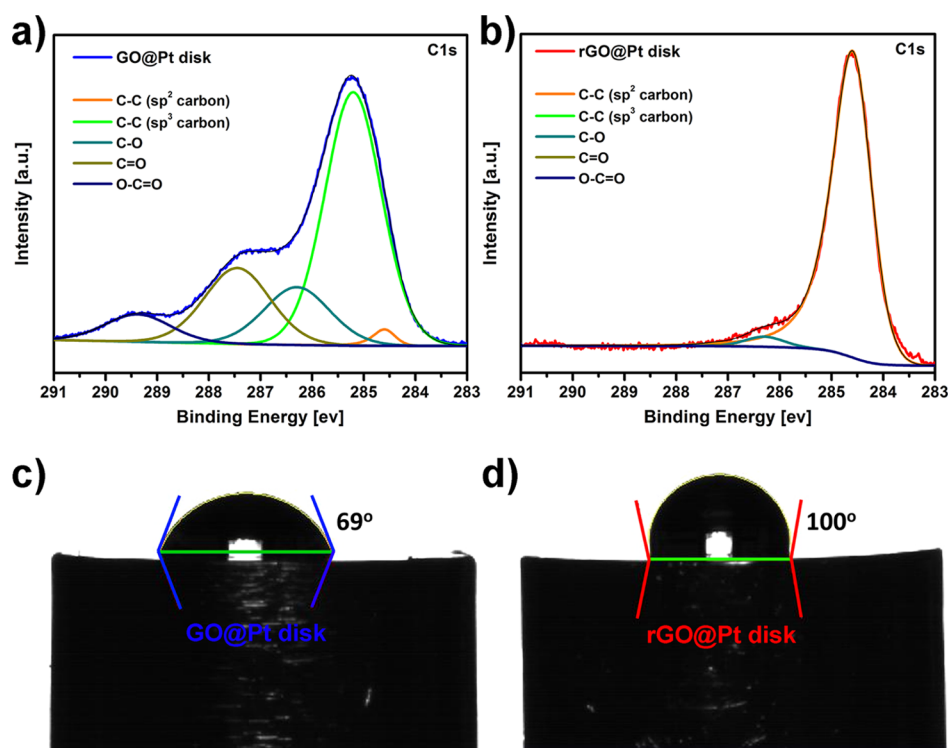 a)
GO@Pt disk
C1s
C-C (sp² carbon)
C-C (sp³ carbon)
C-O
C=O
O-C=O
Intensity [a.u.]
291 290 289 288 287 286 285 284 283
Binding Energy [ev]
b)
rGO@Pt disk
C1s
C-C (sp² carbon)
C-C (sp³ carbon)
C-O
C=O
O-C=O
Intensity [a.u.]
291 290 289 288 287 286 285 284 283
Binding Energy [ev]
c)
69°
GO@Pt disk
d)
100°
rGO@Pt disk